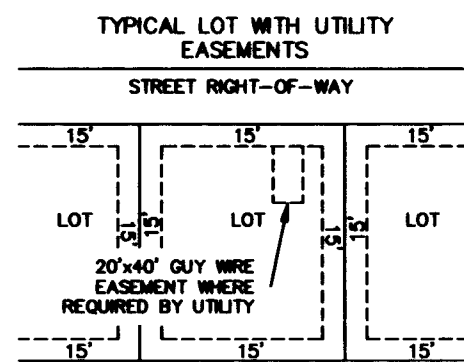 TYPICAL LOT WITH UTILITY
EASEMENTS
STREET RIGHT-OF-WAY
15' 15' 15'
LOT 15' 15' LOT 15' 15' LOT
20'x40' GUY WIRE
EASEMENT WHERE
REQUIRED BY UTILITY
15' 15' 15'